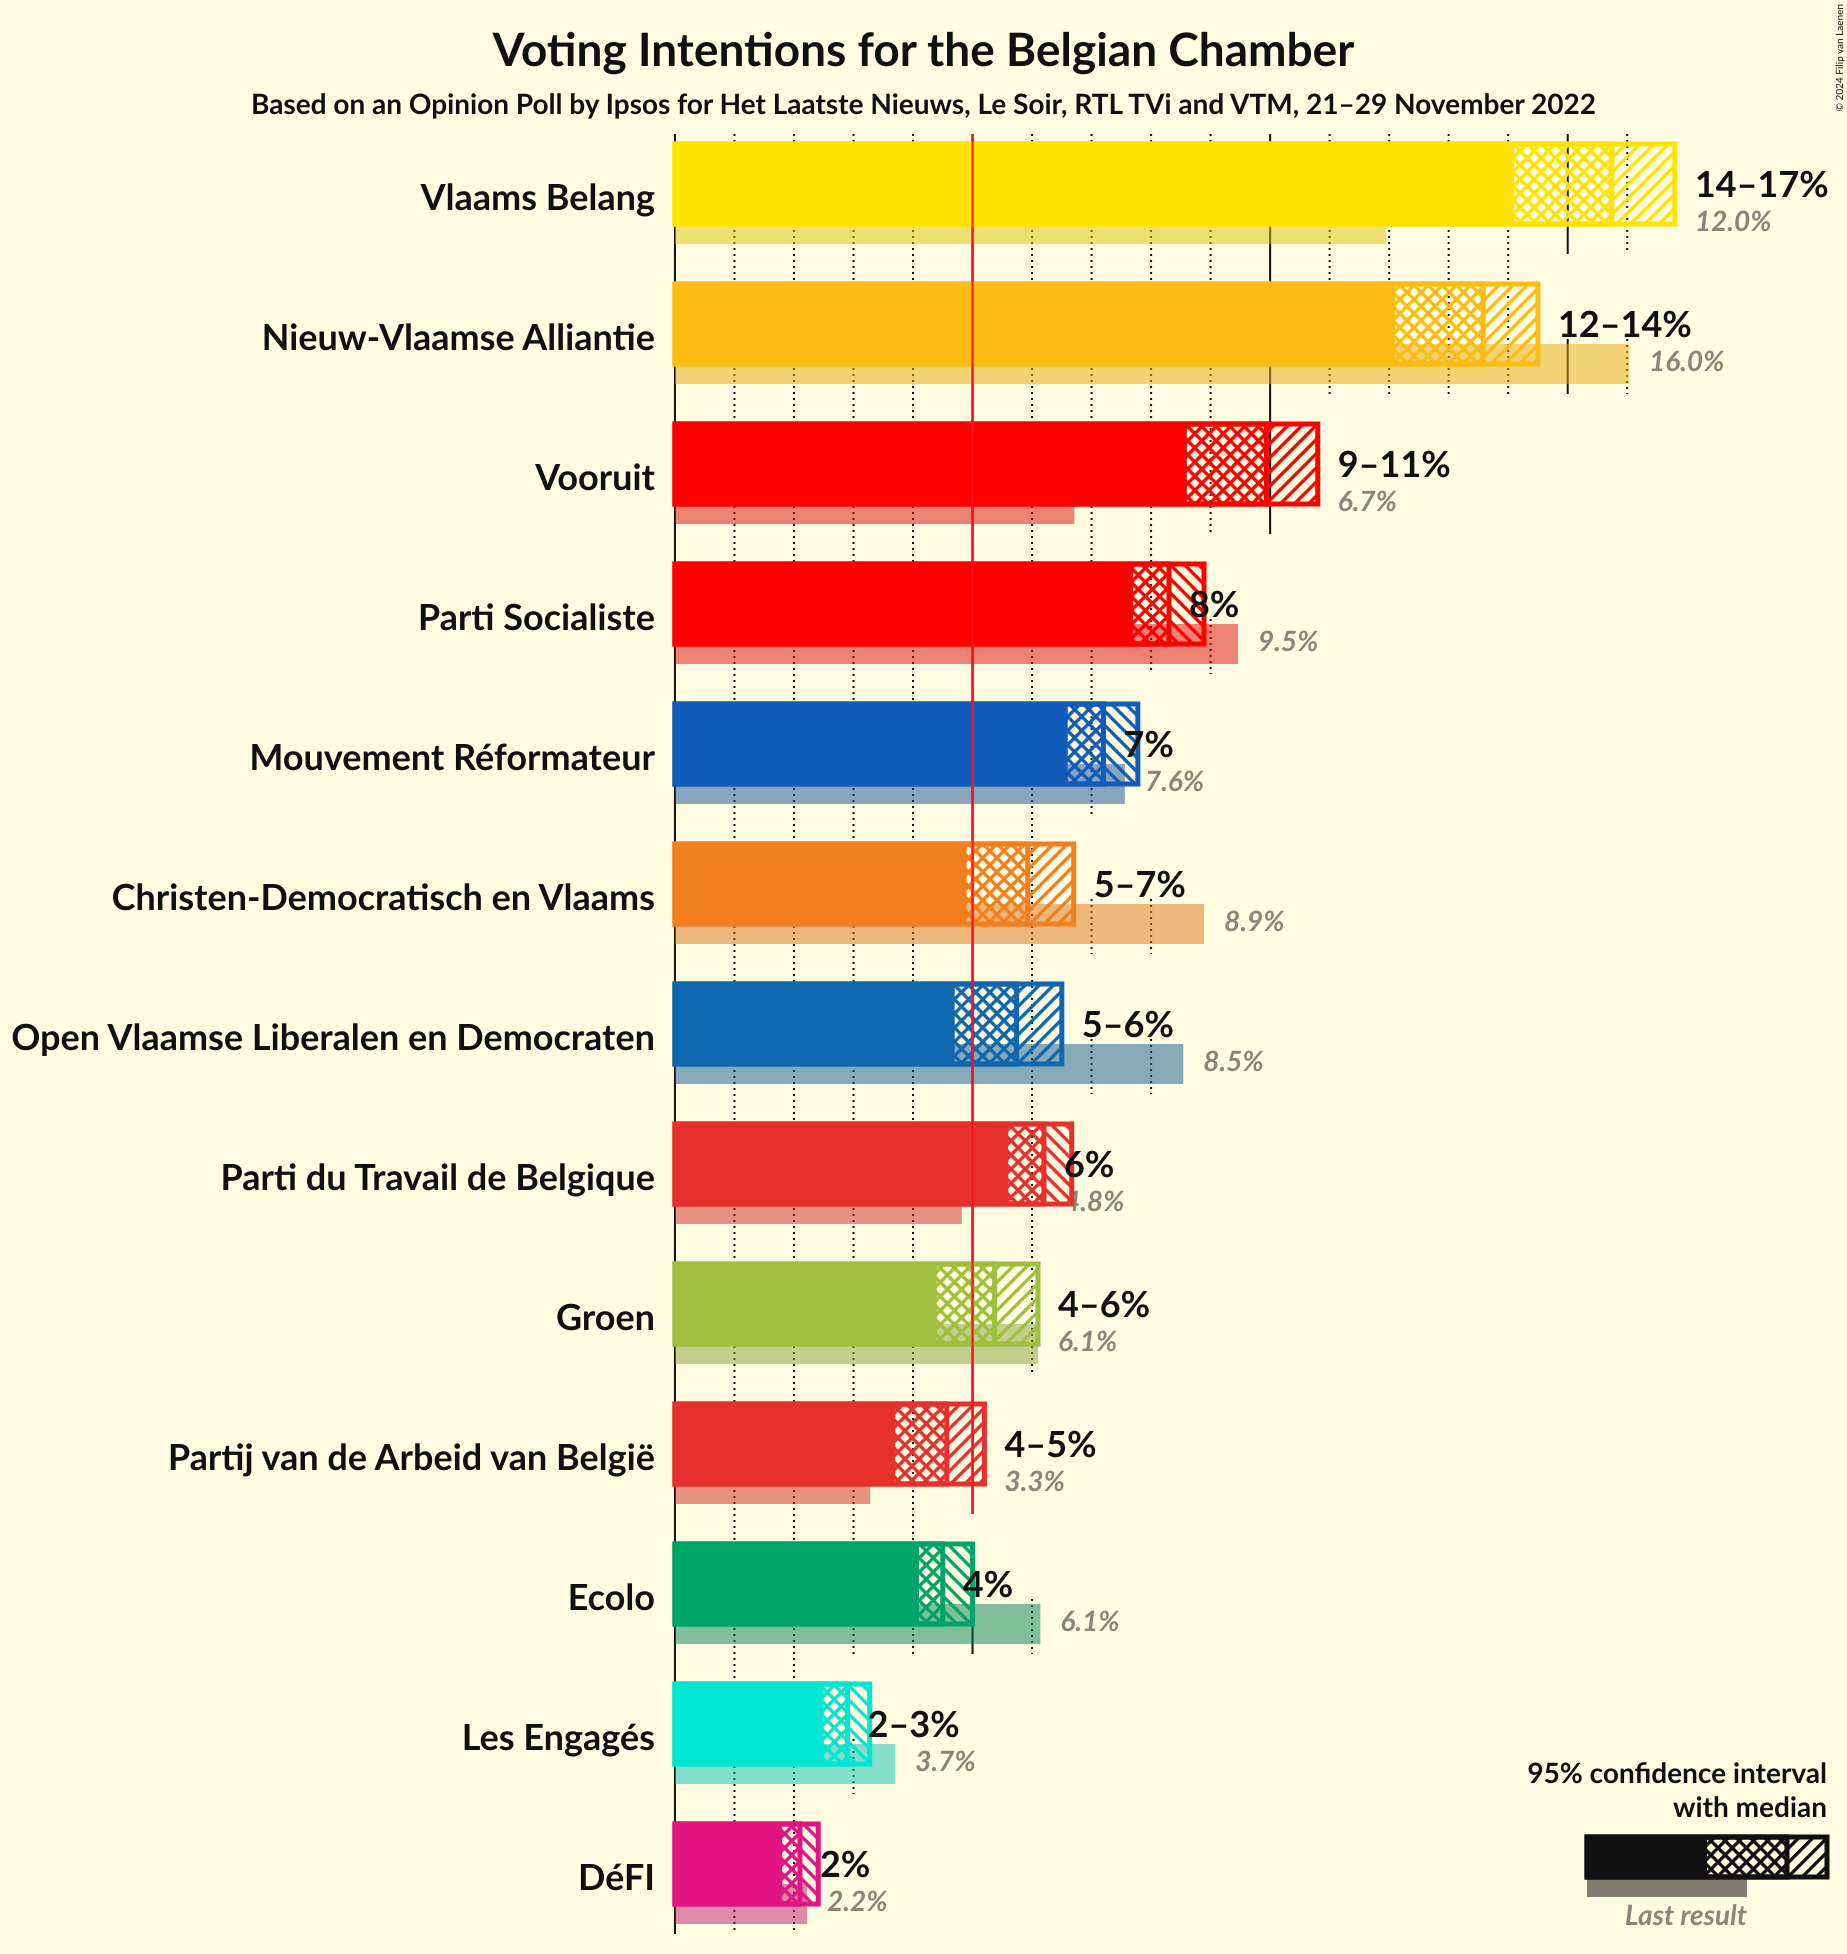 Voting Intentions for the Belgian Chamber
Based on an Opinion Poll by Ipsos for Het Laatste Nieuws, Le Soir, RTL TVi and VTM, 21–29 November 2022
© 2024 Filip van Laenen
Vlaams Belang
14–17%
12.0%
Nieuw-Vlaamse Alliantie
12–14%
16.0%
Vooruit
9–11%
6.7%
Parti Socialiste
8%
9.5%
Mouvement Réformateur
7%
7.6%
Christen-Democratisch en Vlaams
5–7%
8.9%
Open Vlaamse Liberalen en Democraten
5–6%
8.5%
Parti du Travail de Belgique
6%
4.8%
Groen
4–6%
6.1%
Partij van de Arbeid van België
4–5%
3.3%
Ecolo
4%
6.1%
Les Engagés
2–3%
3.7%
DéFI
2%
2.2%
95% confidence interval
with median
Last result